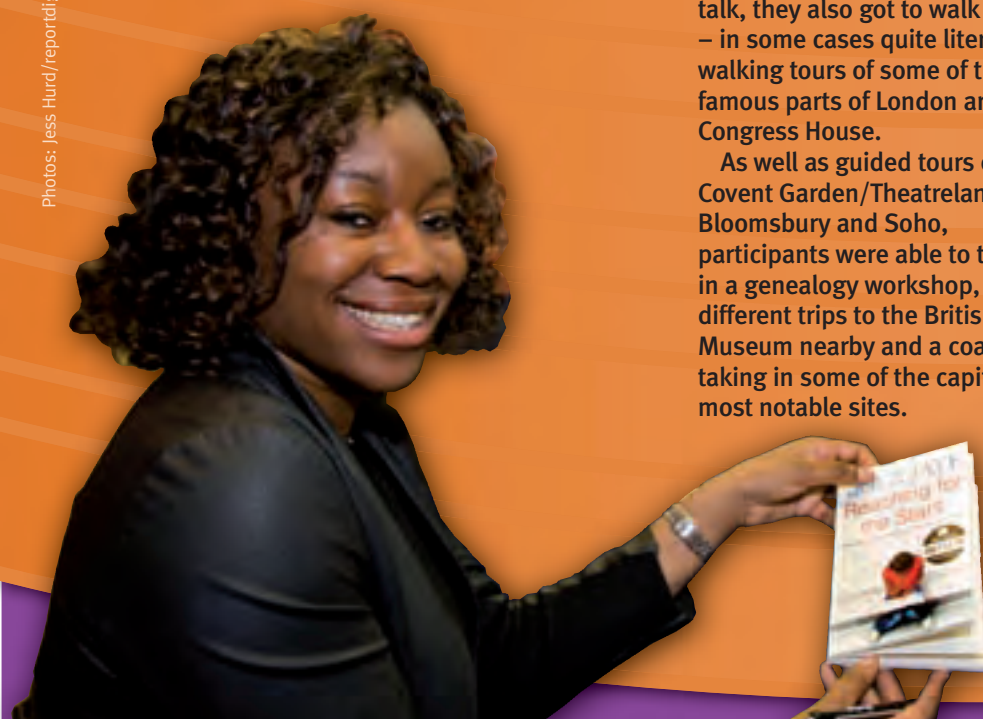 Photos: Jess Hurd/reportdig
talk, they also got to walk
– in some cases quite liter
walking tours of some of t
famous parts of London a
Congress House.
As well as guided tours
Covent Garden/Theatrelan
Bloomsbury and Soho,
participants were able to t
in a genealogy workshop,
different trips to the Britis
Museum nearby and a coa
taking in some of the capit
most notable sites.
Reaching for
the Stars